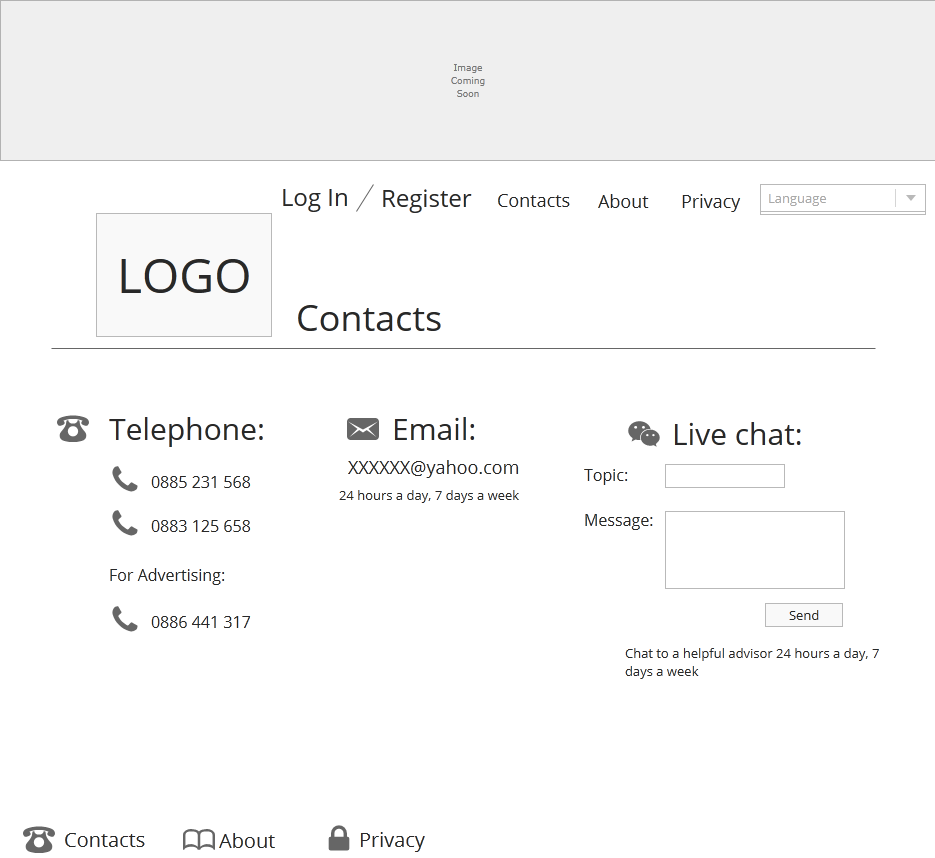 Image
Coming
Soon
Log In / Register
Contacts
About
Privacy
Language
LOGO
Contacts
Telephone:
0885 231 568
0883 125 658
For Advertising:
0886 441 317
Email:
XXXXXX@yahoo.com
24 hours a day, 7 days a week
Live chat:
Topic:
Message:
Send
Chat to a helpful advisor 24 hours a day, 7
days a week
Contacts
About
Privacy